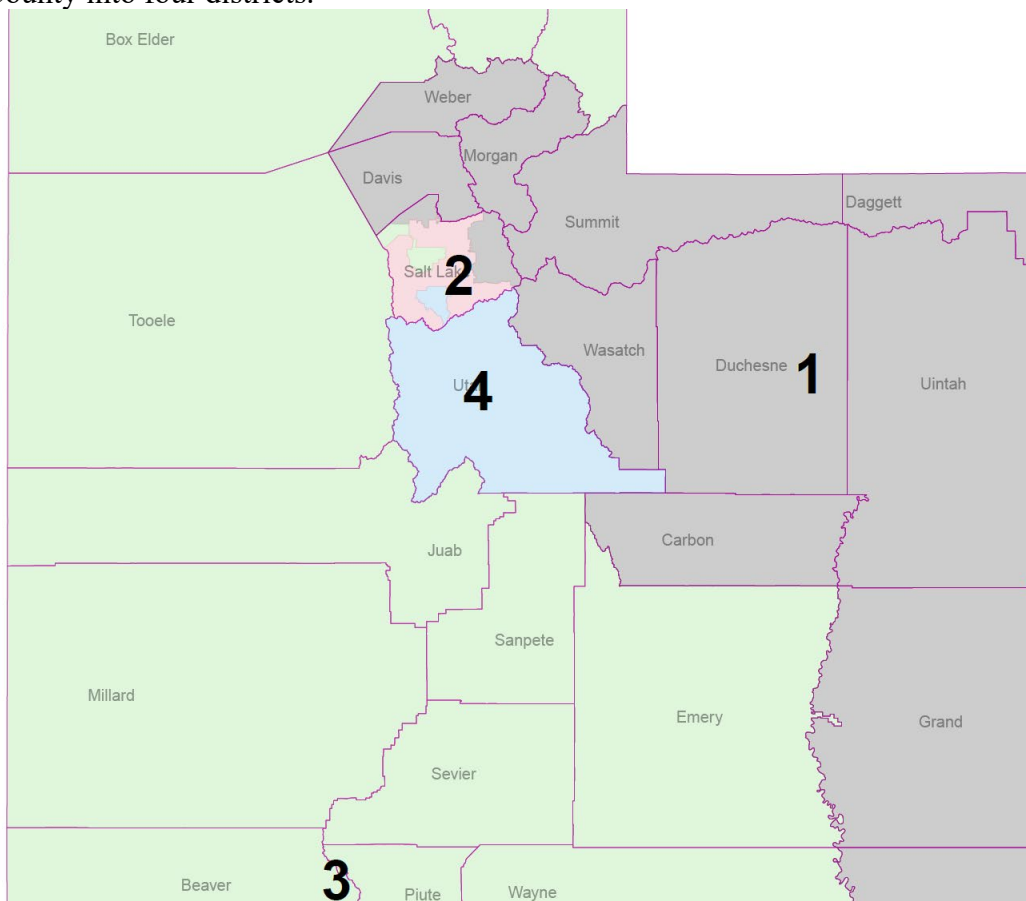 county into four districts.
Box Elder
Weber
Morgan
Davis
Daggett
Summit
Salt Lake
2
Tooele
Wasatch
Duchesne
1
Uintah
4
Carbon
Juab
Sanpete
Millard
Emery
Grand
Sevier
3
Beaver
Piute
Wayne